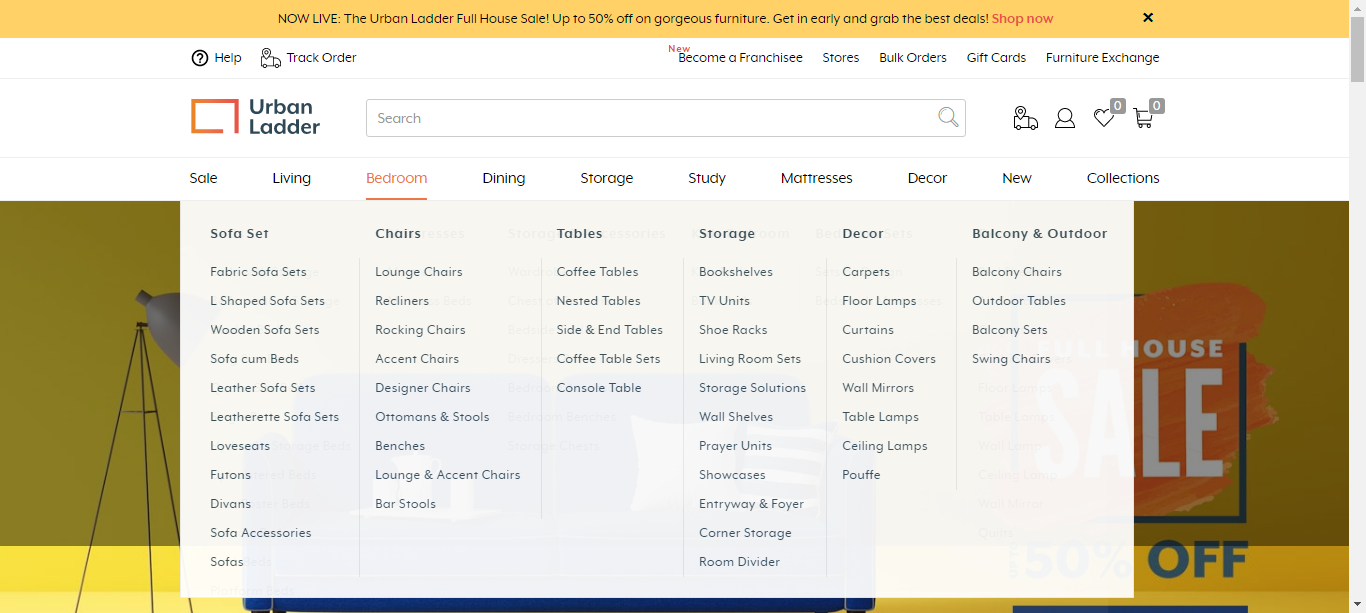 NOW LIVE: The Urban Ladder Full House Sale! Up to 50% off on gorgeous furniture. Get in early and grab the best deals! Shop now ×
Help Track Order New Become a Franchisee Stores Bulk Orders Gift Cards Furniture Exchange
Urban
Ladder
Search
0 0
Sale Living Bedroom Dining Storage Study Mattresses Decor New Collections
Sofa Set Chairs Tables Storage Decor Balcony & Outdoor
Fabric Sofa Sets Lounge Chairs Coffee Tables Bookshelves Carpets Balcony Chairs
L Shaped Sofa Sets Recliners Nested Tables TV Units Floor Lamps Outdoor Tables
Wooden Sofa Sets Rocking Chairs Side & End Tables Shoe Racks Curtains Balcony Sets
Sofa cum Beds Accent Chairs Coffee Table Sets Living Room Sets Cushion Covers Swing Chairs
Leather Sofa Sets Designer Chairs Console Table Storage Solutions Wall Mirrors
Leatherette Sofa Sets Ottomans & Stools Wall Shelves Table Lamps
Loveseats Benches Prayer Units Ceiling Lamps
Futons Lounge & Accent Chairs Showcases Pouffe
Divans Bar Stools Entryway & Foyer
Sofa Accessories Corner Storage
Sofas Room Divider
FULL HOUSE
SALE
50% OFF